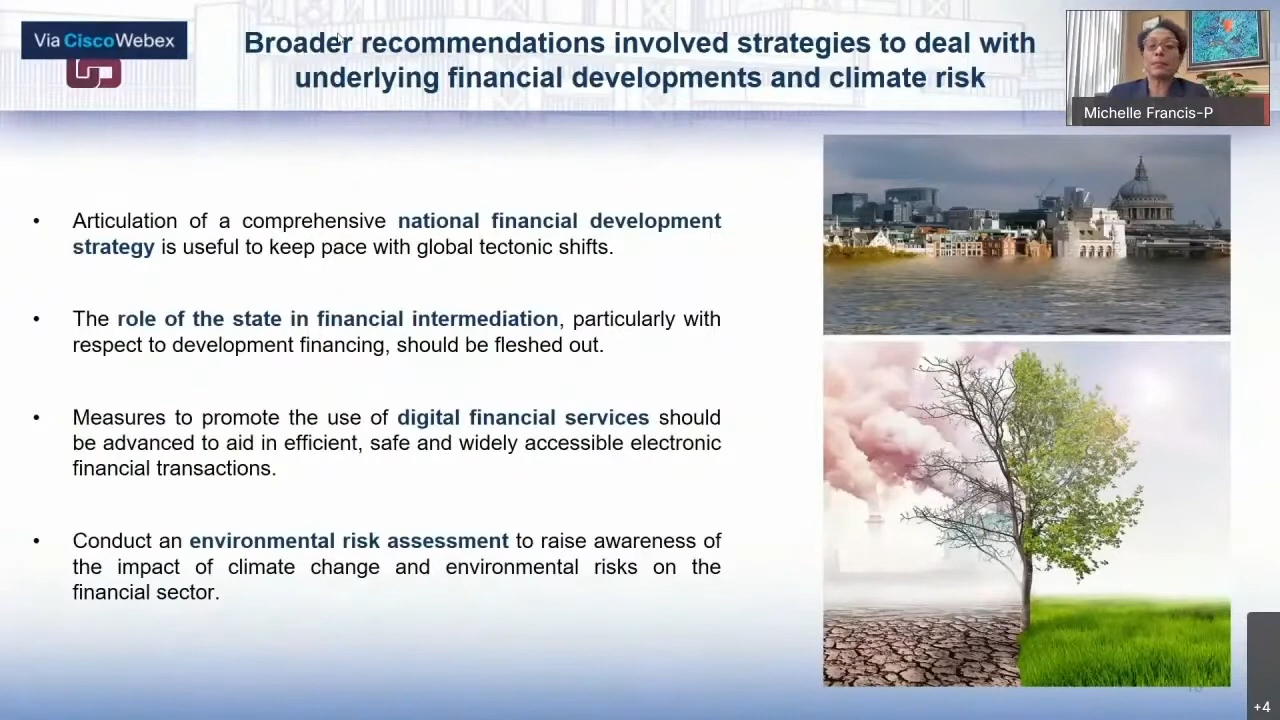 Via Cisco Webex
Broader recommendations involved strategies to deal with
underlying financial developments and climate risk
Michelle Francis-P
• Articulation of a comprehensive national financial development
strategy is useful to keep pace with global tectonic shifts.
• The role of the state in financial intermediation, particularly with
respect to development financing, should be fleshed out.
• Measures to promote the use of digital financial services should
be advanced to aid in efficient, safe and widely accessible electronic
financial transactions.
• Conduct an environmental risk assessment to raise awareness of
the impact of climate change and environmental risks on the
financial sector.
+4